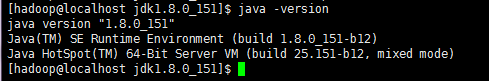 [hadoop@localhost jdk1.8.0_151]$ java -version
java version "1.8.0_151"
Java(TM) SE Runtime Environment (build 1.8.0_151-b12)
Java HotSpot(TM) 64-Bit Server VM (build 25.151-b12, mixed mode)
[hadoop@localhost jdk1.8.0_151]$